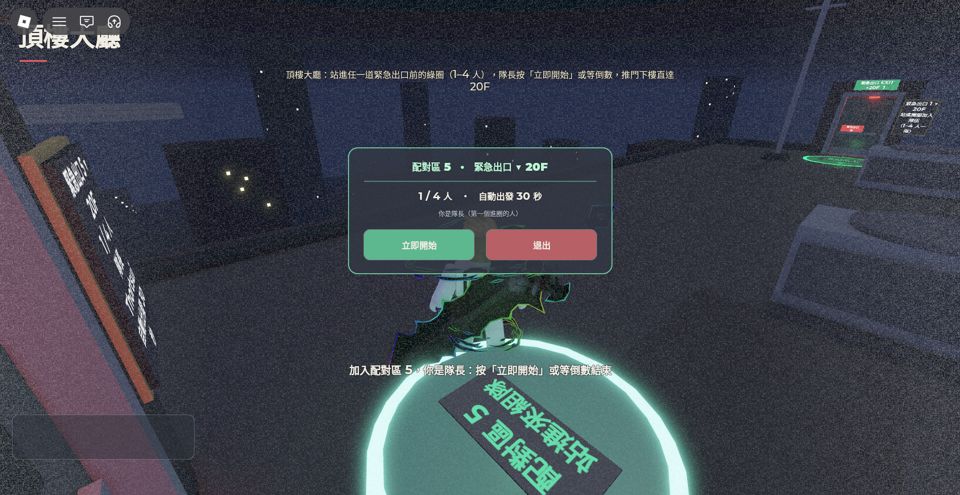 頂樓大廳
頂樓大廳：站進任一道緊急出口前的綠圈（1–4 人），隊長按「立即開始」或等倒數，推門下樓直達
20F
配對區 5 • 緊急出口 ▼ 20F
1 / 4 人 • 自動出發 30 秒
你是隊長（第一個進圈的人）
立即開始
退出
加入配對區 5，你是隊長：按「立即開始」或等倒數結束
配對區 5
站進來組隊
20F
1 / 4 人